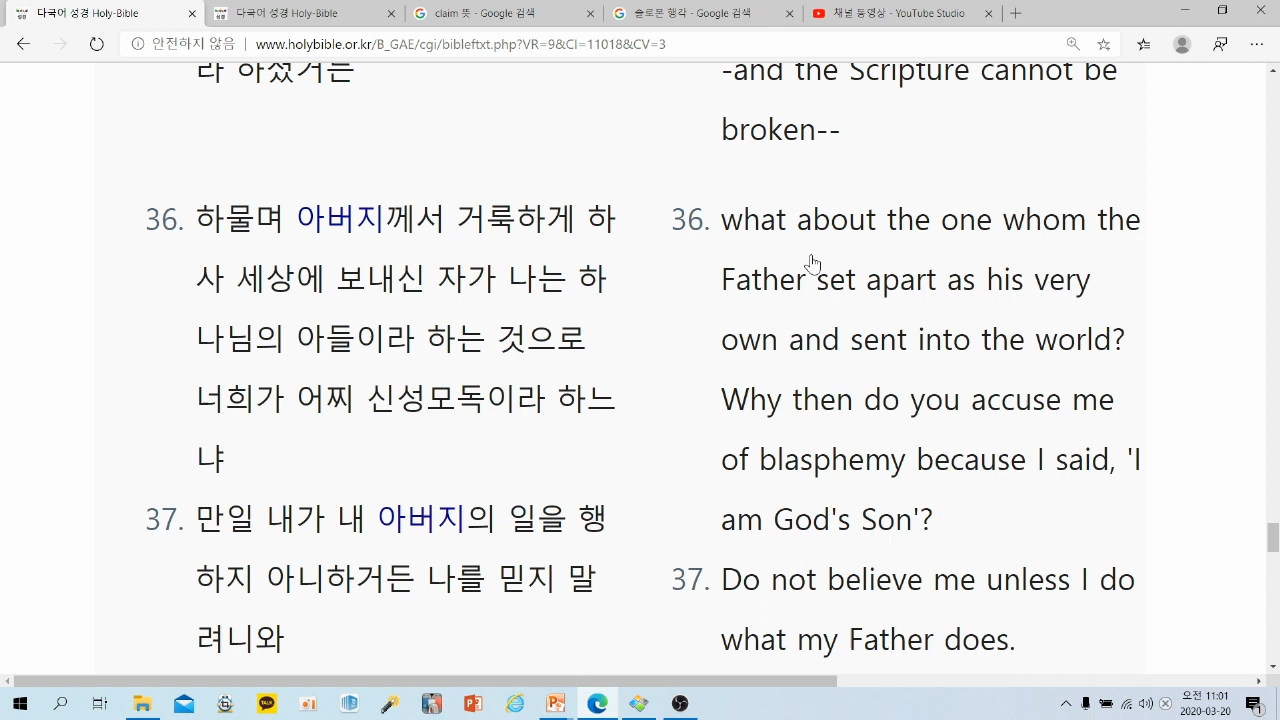 다국어 성경 Holy-Bible
다국어 성경 Holy-Bible
claim 뜻 - Google 검색
솔로몬 행각 - Google 검색
채널 동영상 - YouTube Studio
안전하지 않음 | www.holybible.or.kr/B_GAE/cgi/bibleftxt.php?VR=9&CI=11018&CV=3
라 하셨거든
36. 하물며 아버지께서 거룩하게 하
사 세상에 보내신 자가 나는 하
나님의 아들이라 하는 것으로
너희가 어찌 신성모독이라 하느
냐
37. 만일 내가 내 아버지의 일을 행
하지 아니하거든 나를 믿지 말
려니와
-and the Scripture cannot be
broken--
36. what about the one whom the
Father set apart as his very
own and sent into the world?
Why then do you accuse me
of blasphemy because I said, 'I
am God's Son'?
37. Do not believe me unless I do
what my Father does.
TALK
오전 11:01
2020-03-20